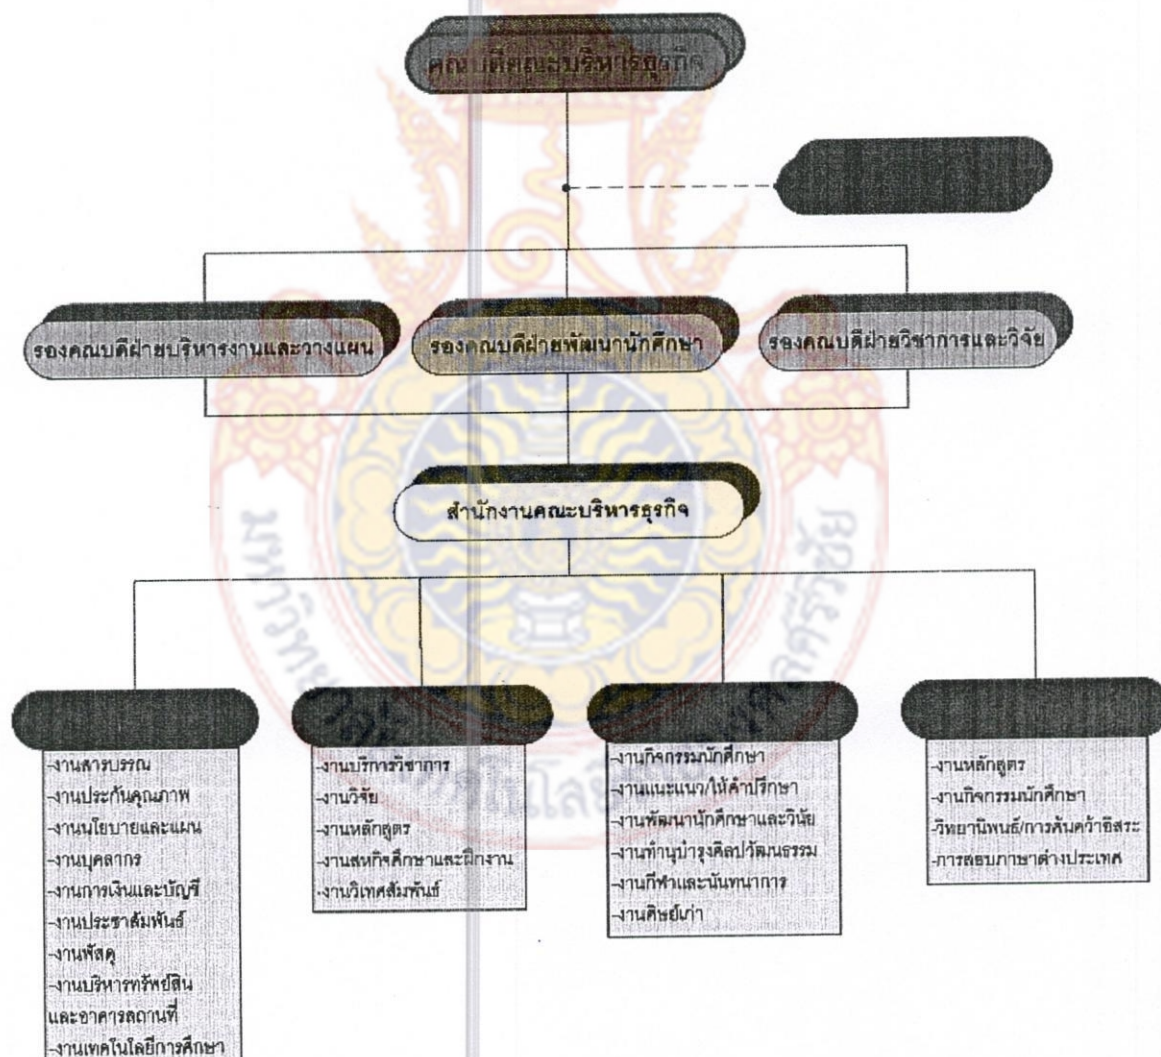 คณบดีคณะบริหารธุรกิจ
รองคณบดีฝ่ายบริหารงานและวางแผน
รองคณบดีฝ่ายพัฒนานักศึกษา
รองคณบดีฝ่ายวิชาการและวิจัย
สำนักงานคณะบริหารธุรกิจ
-งานสารบรรณ
-งานประกันคุณภาพ
-งานนโยบายและแผน
-งานบุคลากร
-งานการเงินและบัญชี
-งานประชาสัมพันธ์
-งานพัสดุ
-งานบริหารทรัพย์สิน
และอาคารสถานที่
-งานเทคโนโลยีการศึกษา
-งานบริการวิชาการ
-งานวิจัย
-งานหลักสูตร
-งานสหกิจศึกษาและฝึกงาน
-งานวิเทศสัมพันธ์
-งานกิจกรรมนักศึกษา
-งานแนะแนว/ให้คำปรึกษา
-งานพัฒนานักศึกษาและวินัย
-งานทำนุบำรุงศิลปวัฒนธรรม
-งานกีฬาและนันทนาการ
-งานศิษย์เก่า
-งานหลักสูตร
-งานกิจกรรมนักศึกษา
-วิทยานิพนธ์/การค้นคว้าอิสระ
-การสอบภาษาต่างประเทศ